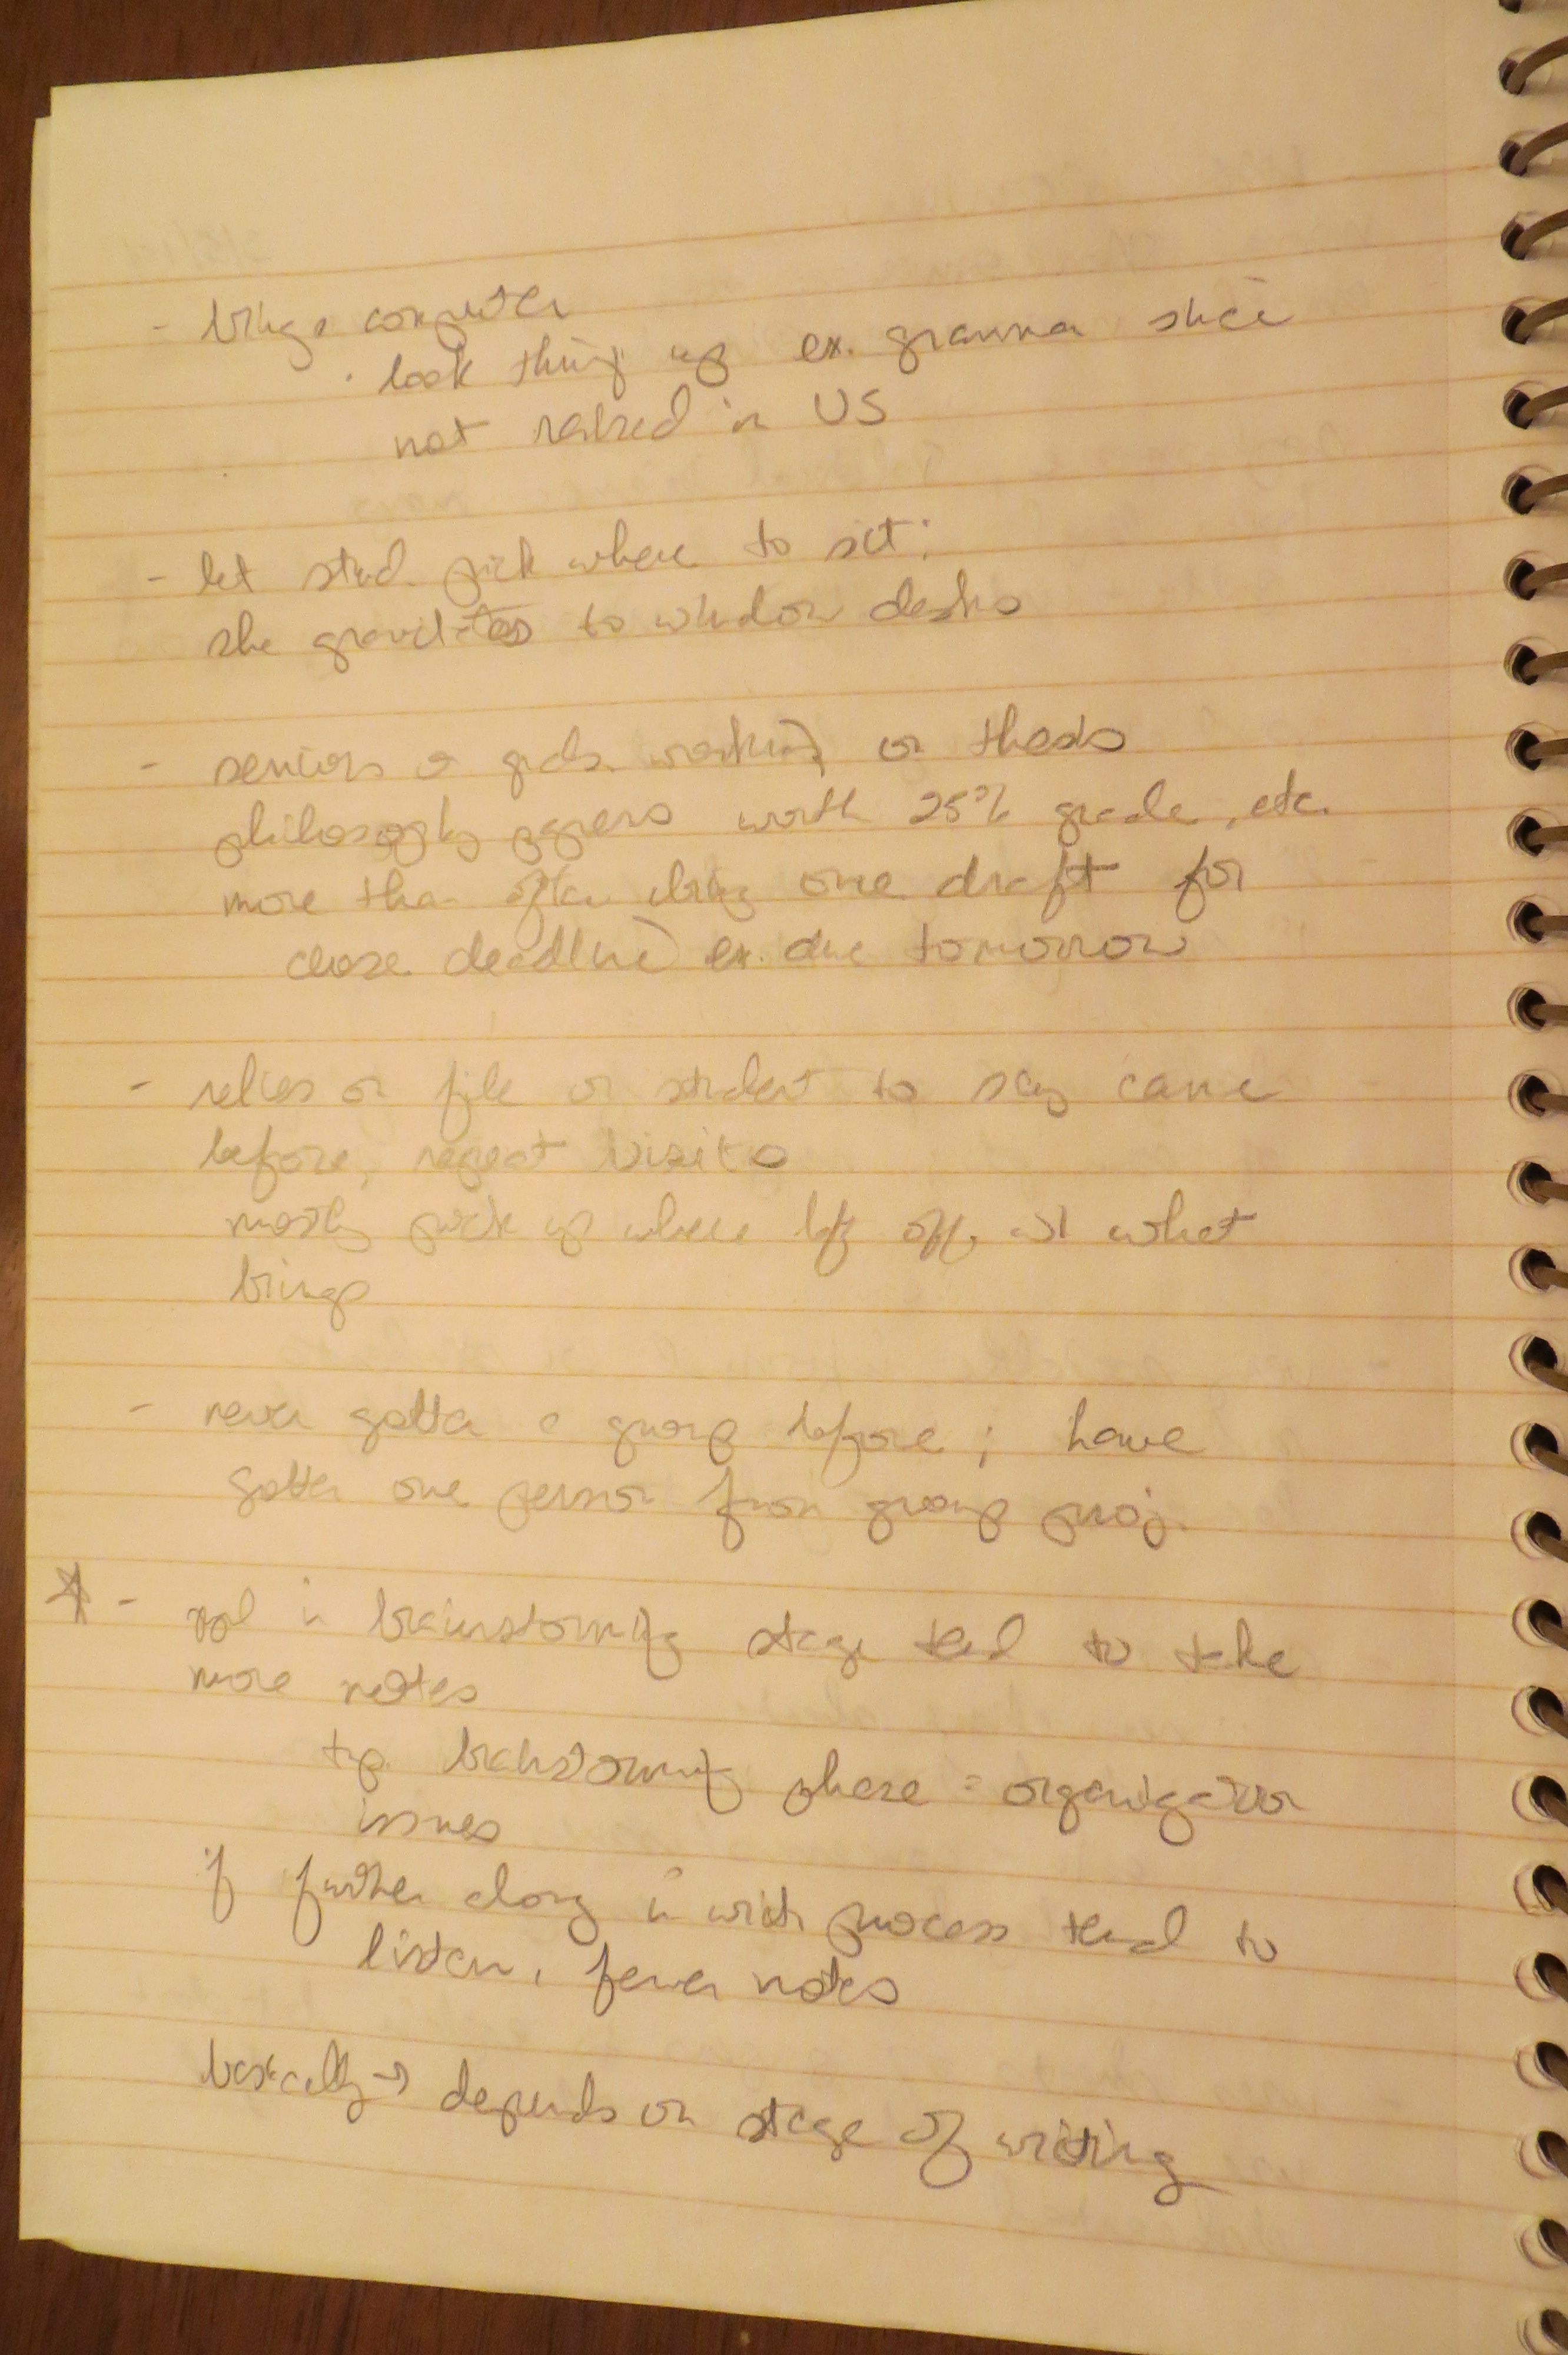 - brings computer
· look things up ex. grammar since
not raised in US
- let stud. pick where to sit;
she gravitates to window desks
- seniors or grads. working on thesis
philosophy papers worth 25% grade, etc.
more than often bring one draft for
close deadline) ex. due tomorrow
- relies on file or student to say came
before, repeat visits
mostly pick up where left off, w/ what
brings
- never gotten a group before; have
gotten one person from group proj.
☆ - ppl in brainstorming stage tend to take
more notes
typ. brainstorming phase = organization
issues
if further along in writ. process tend to
listen, fewer notes
basically → depends on stage of writing